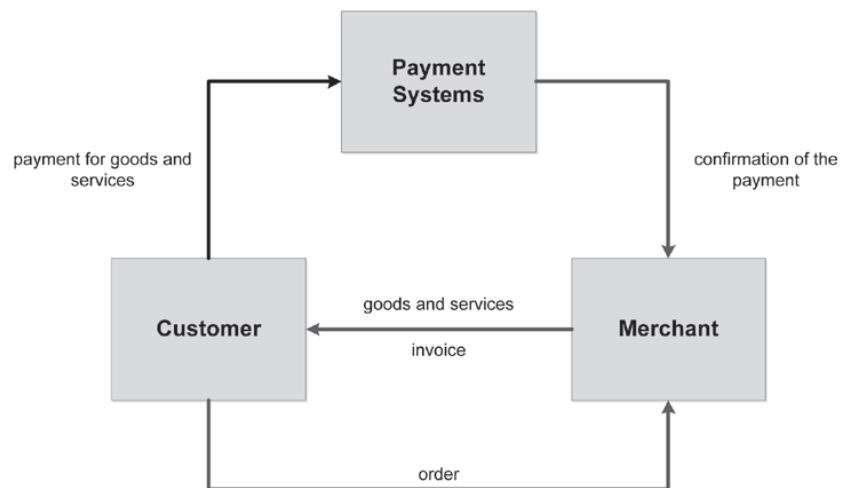 Payment
Systems
payment for goods and
services
confirmation of the
payment
Customer
goods and services
invoice
Merchant
order